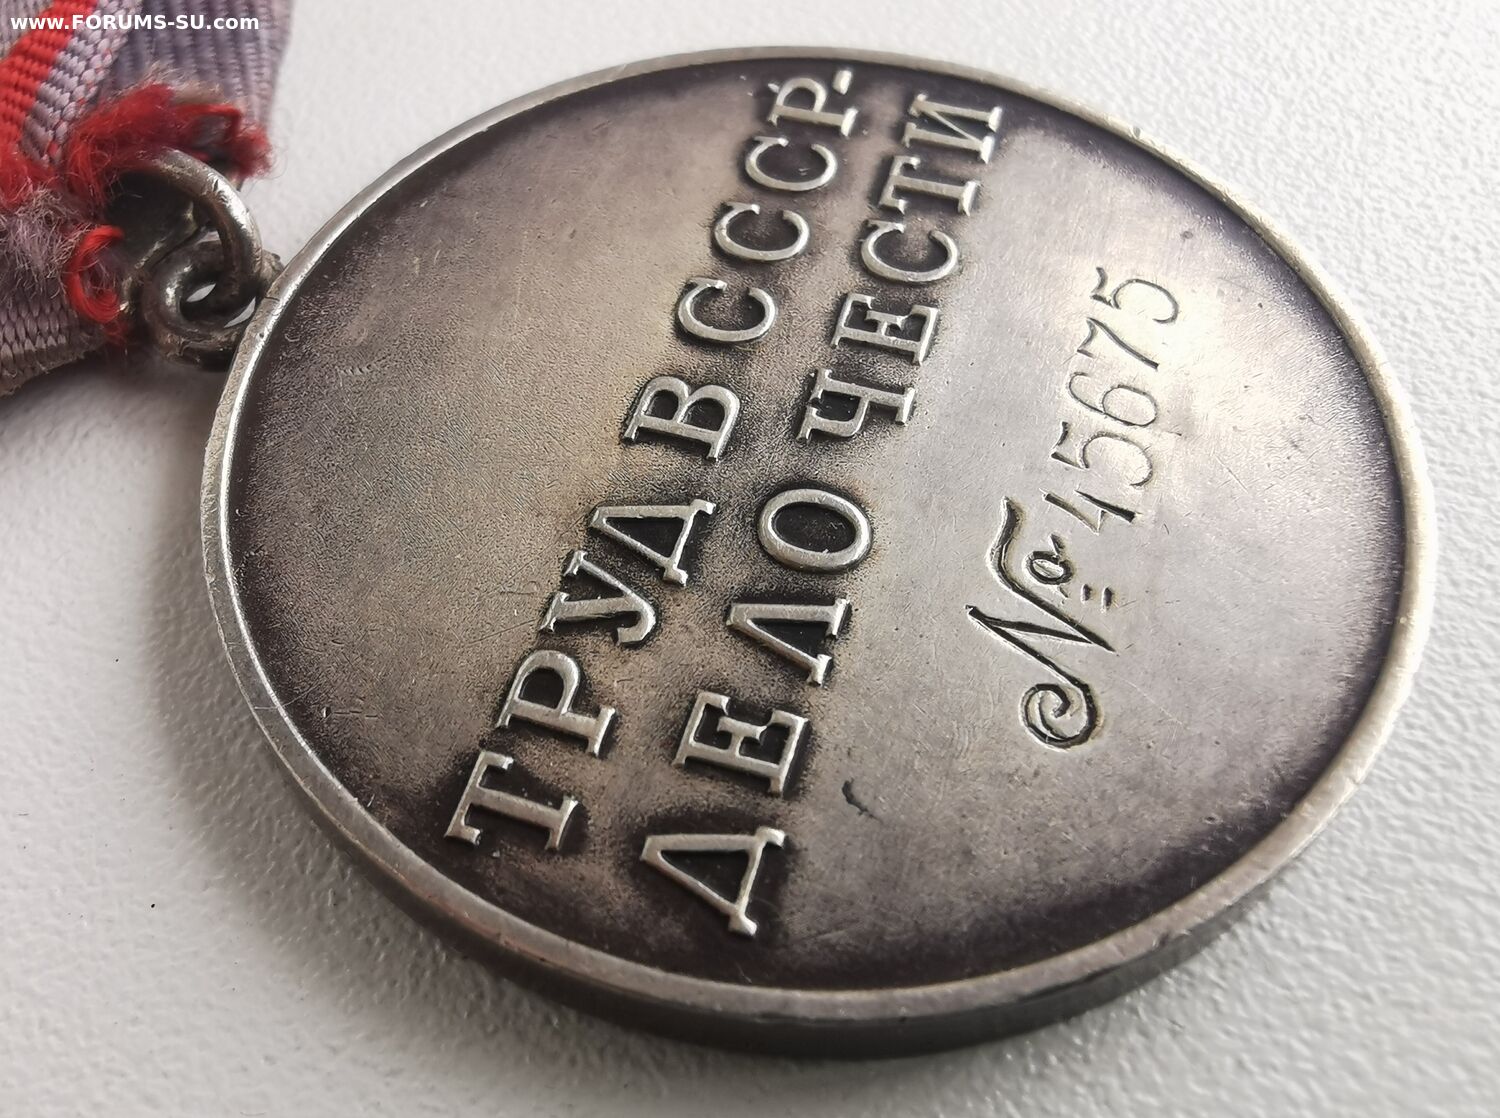 www.FORUMS-SU.com
ТРУД В СССР-
ДЕЛО ЧЕСТИ
№ 45675